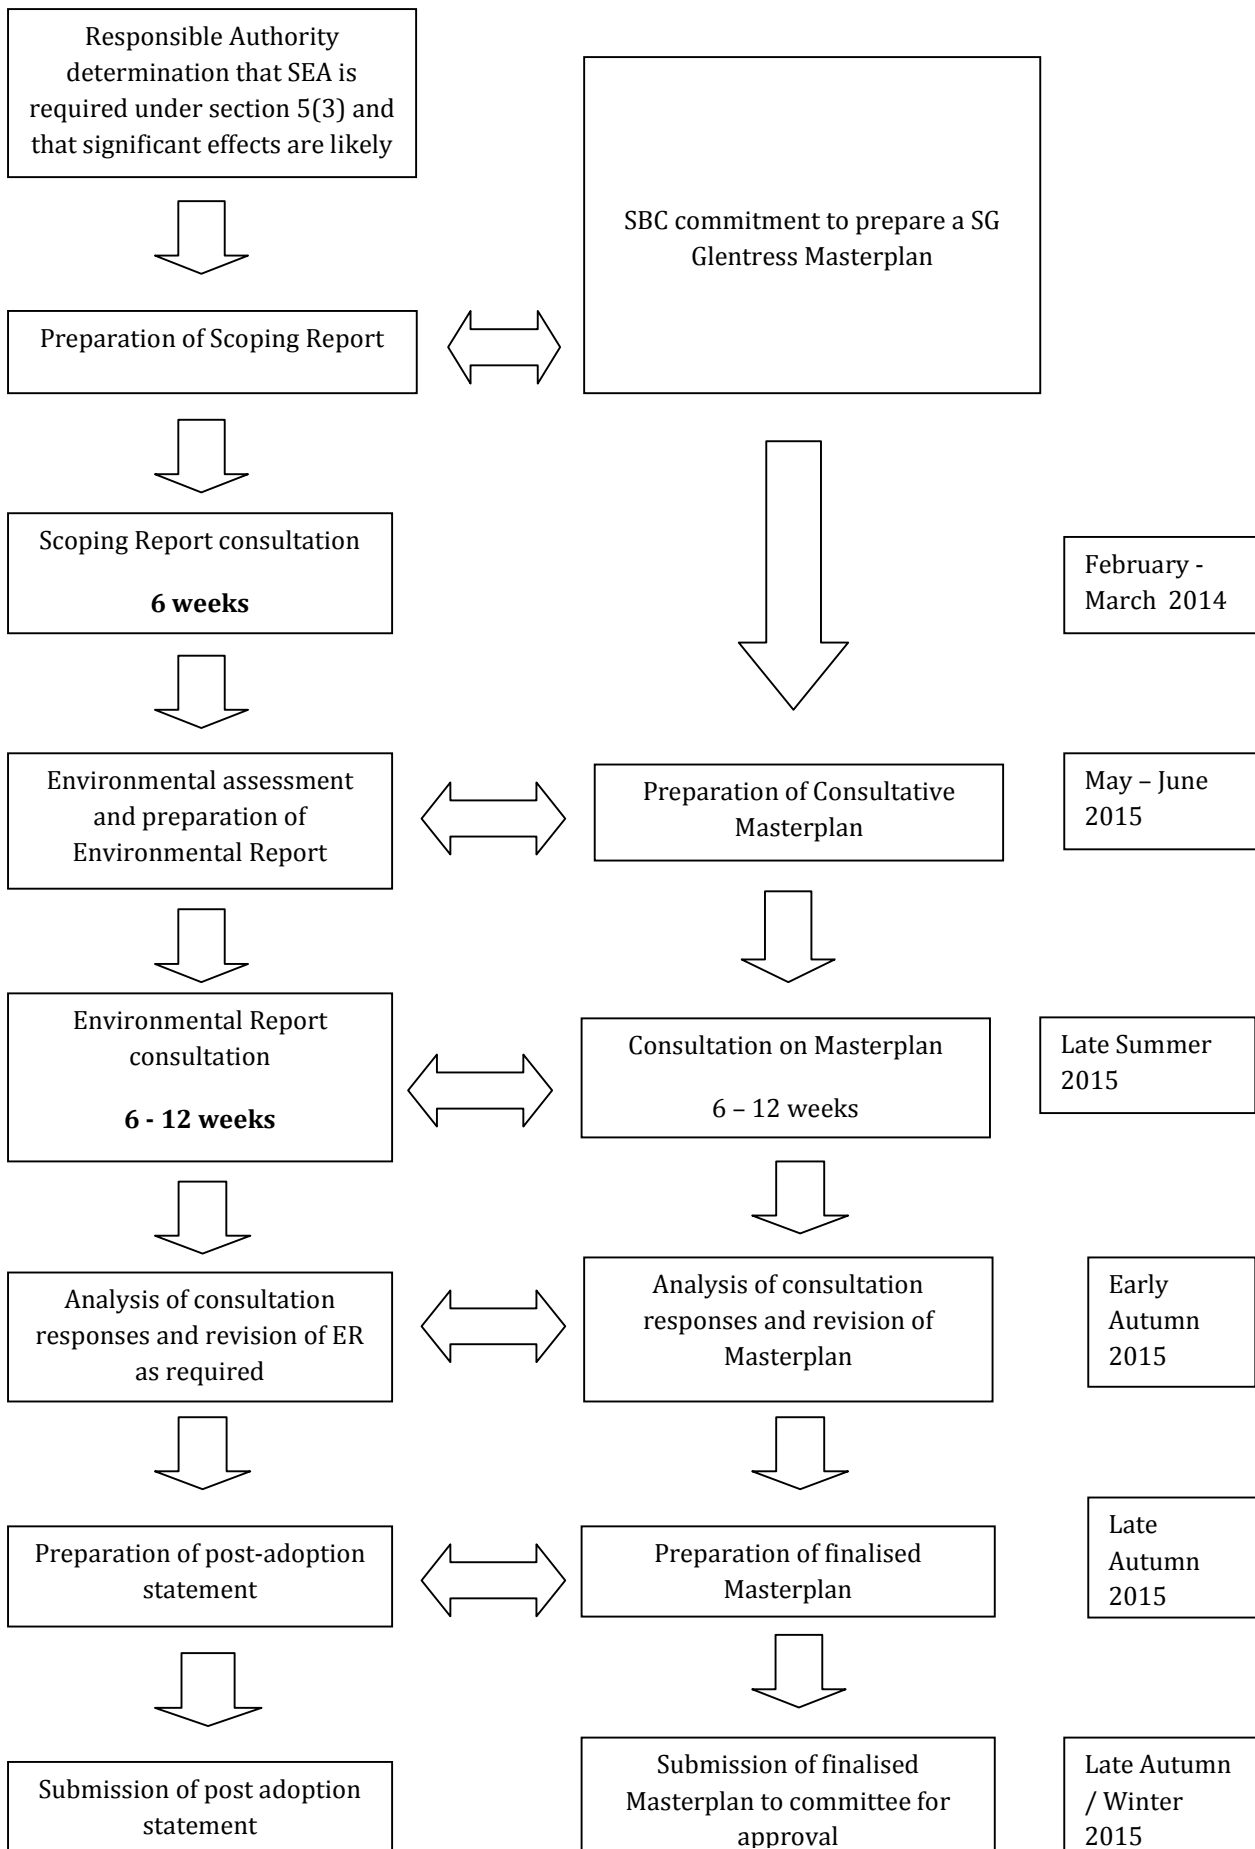 Responsible Authority
determination that SEA is
required under section 5(3) and
that significant effects are likely
SBC commitment to prepare a SG
Glentress Masterplan
Preparation of Scoping Report
Scoping Report consultation
6 weeks
February -
March 2014
Environmental assessment
and preparation of
Environmental Report
Preparation of Consultative
Masterplan
May – June
2015
Environmental Report
consultation
6 - 12 weeks
Consultation on Masterplan
6 – 12 weeks
Late Summer
2015
Analysis of consultation
responses and revision of ER
as required
Analysis of consultation
responses and revision of
Masterplan
Early
Autumn
2015
Preparation of post-adoption
statement
Preparation of finalised
Masterplan
Late
Autumn
2015
Submission of post adoption
statement
Submission of finalised
Masterplan to committee for
approval
Late Autumn
/ Winter
2015